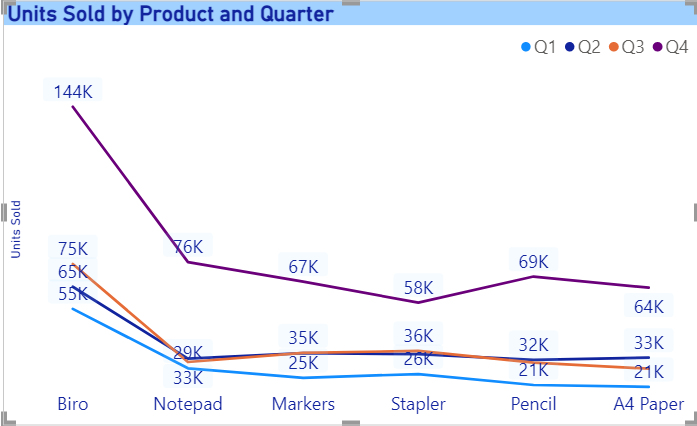 Units Sold by Product and Quarter
Q1 Q2 Q3 Q4
Units Sold
144K
76K
67K
58K
69K
64K
75K
65K
55K
29K
33K
35K
25K
36K
26K
32K
21K
33K
21K
Biro Notepad Markers Stapler Pencil A4 Paper